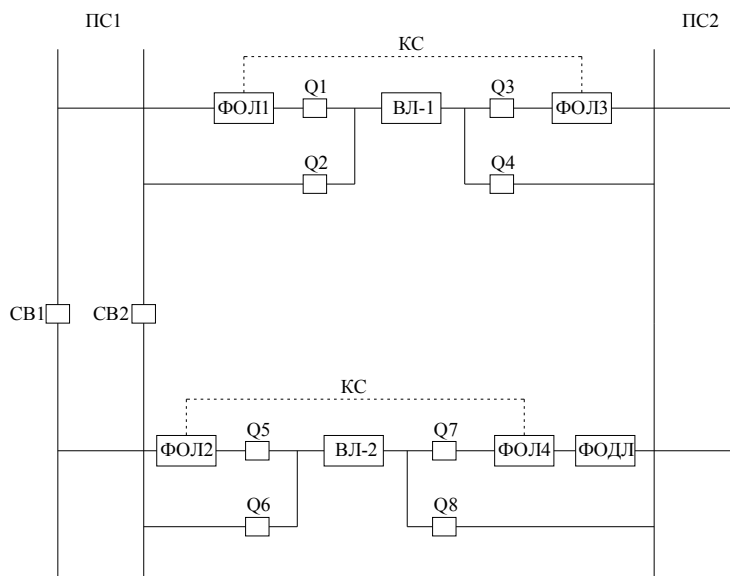 ПС1
ПС2
КС
Q1
Q3
ФОЛ1
ВЛ-1
ФОЛ3
Q2
Q4
СВ1
СВ2
КС
Q5
Q7
ФОЛ2
ВЛ-2
ФОЛ4
ФОДЛ
Q6
Q8